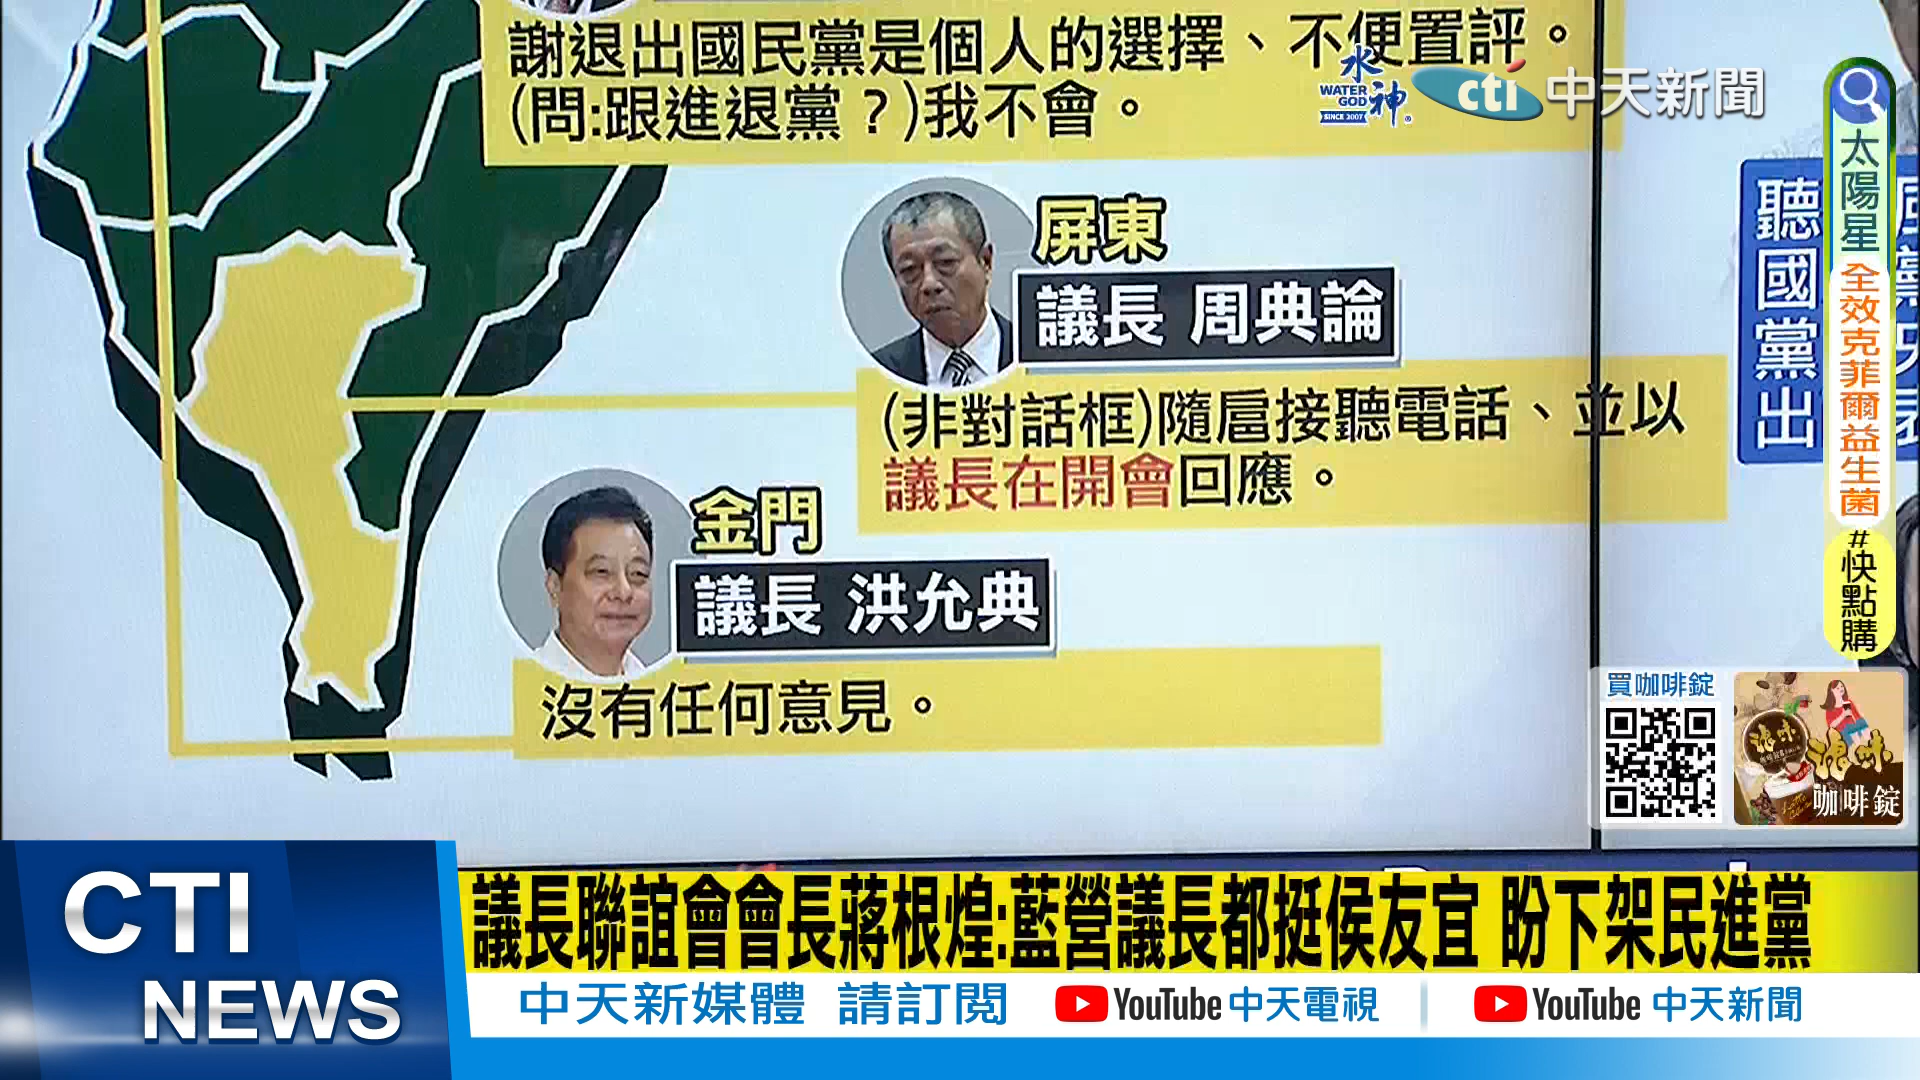 謝退出國民黨是個人的選擇、不便置評。
(問:跟進退黨？)我不會。
水神
WATER GOD
SINCE 2007
cti 中天新聞
屏東
議長 周典論
(非對話框)隨扈接聽電話、並以
議長在開會回應。
金門
議長 洪允典
沒有任何意見。
聽國黨出
太陽星
全效克菲爾益生菌
#快點購
買咖啡錠
咖啡錠
CTI NEWS
議長聯誼會會長蔣根煌:藍營議長都挺侯友宜 盼下架民進黨
中天新媒體 請訂閱 YouTube 中天電視 YouTube 中天新聞